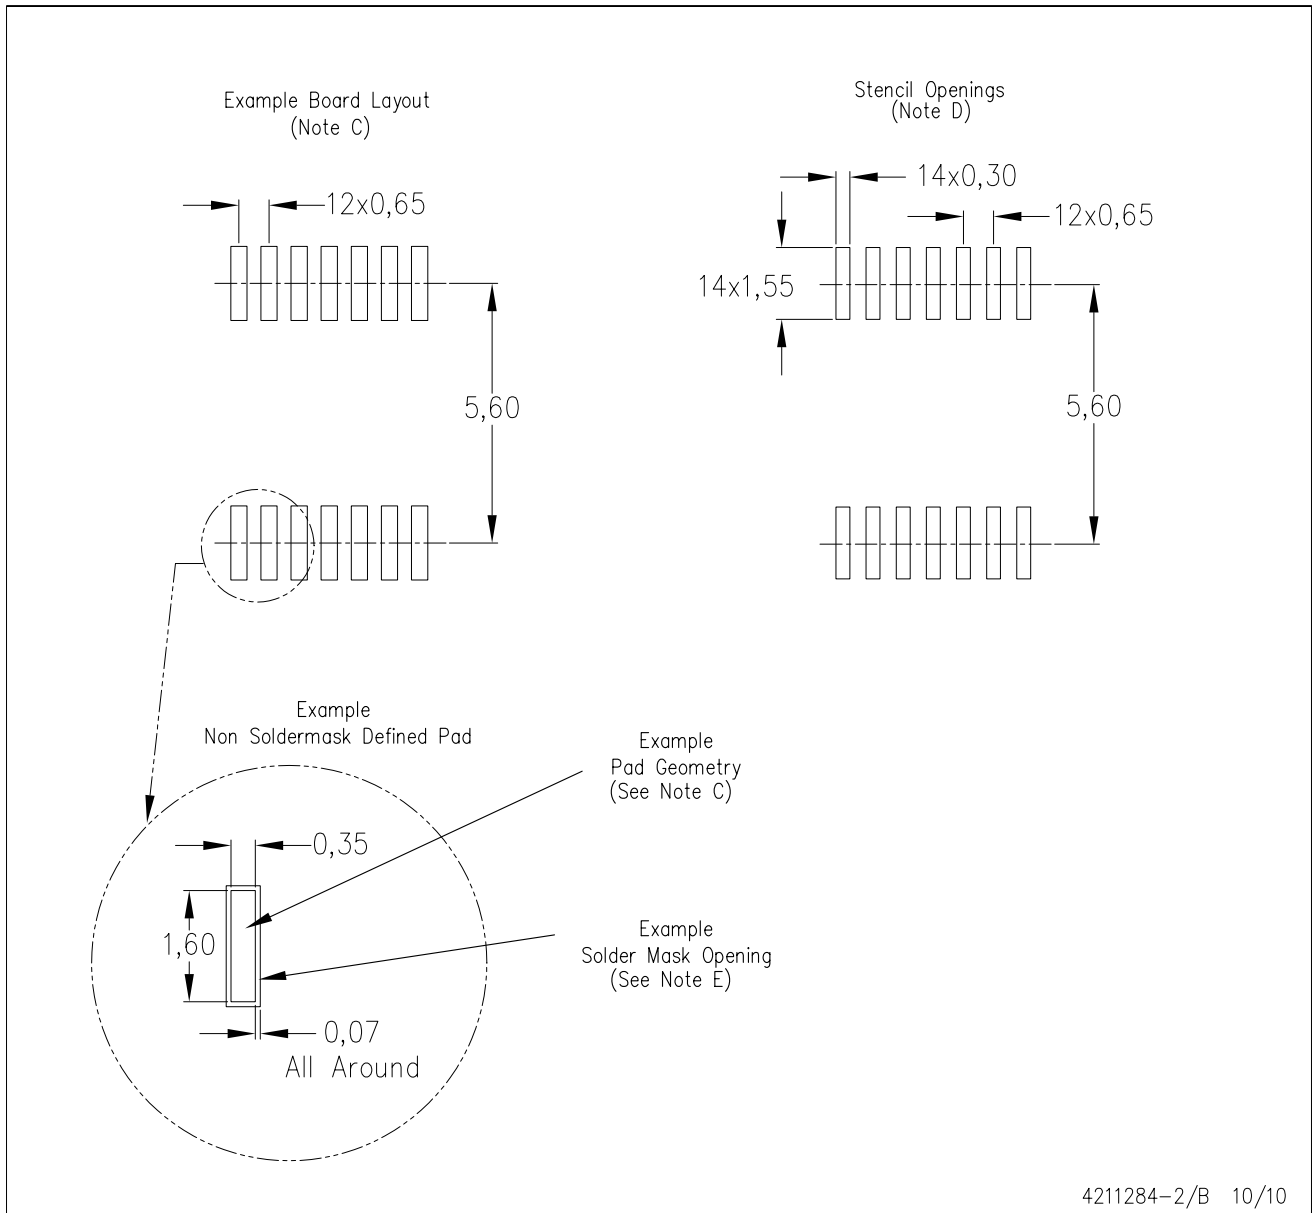 Example Board Layout
(Note C)
Stencil Openings
(Note D)
12x0,65
14x0,30
12x0,65
14x1,55
5,60
5,60
Example
Non Soldermask Defined Pad
Example
Pad Geometry
(See Note C)
0,35
1,60
Example
Solder Mask Opening
(See Note E)
0,07
All Around
4211284-2/B 10/10